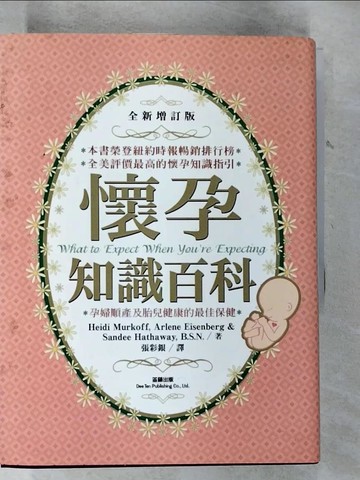 全新增訂版
*本書榮登紐約時報暢銷排行榜*
*全美評價最高的懷孕知識指引*
懷孕
What to Expect When You're Expecting
知識百科
*孕婦順產及胎兒健康的最佳保健*
Heidi Murkoff, Arlene Eisenberg &
Sandee Hathaway, B.S.N. / 著
張彩銀 / 譯
Dee Ten Publishing Co., Ltd.